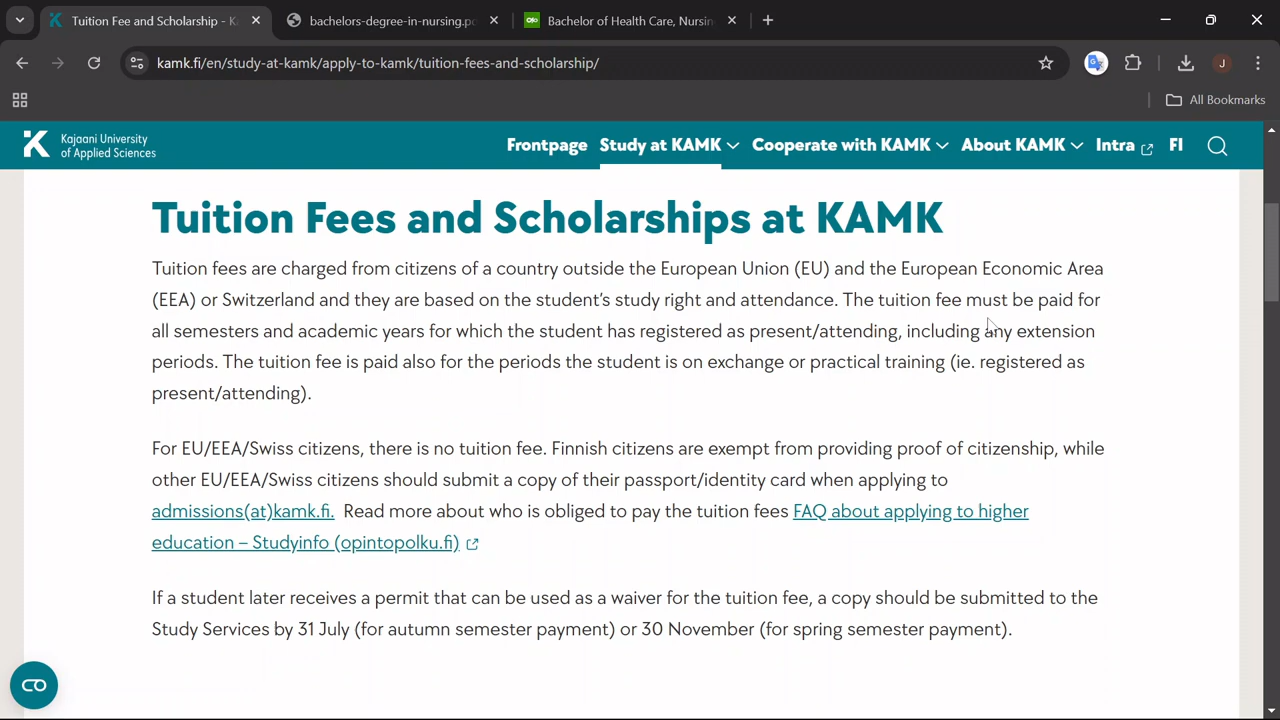 Tuition Fee and Scholarship - Ka
bachelors-degree-in-nursing.po
Bachelor of Health Care, Nursin
kamk.fi/en/study-at-kamk/apply-to-kamk/tuition-fees-and-scholarship/
J
All Bookmarks
Kajaani University
of Applied Sciences
Frontpage Study at KAMK Cooperate with KAMK About KAMK Intra FI
Tuition Fees and Scholarships at KAMK
Tuition fees are charged from citizens of a country outside the European Union (EU) and the European Economic Area
(EEA) or Switzerland and they are based on the student's study right and attendance. The tuition fee must be paid for
all semesters and academic years for which the student has registered as present/attending, including any extension
periods. The tuition fee is paid also for the periods the student is on exchange or practical training (ie. registered as
present/attending).
For EU/EEA/Swiss citizens, there is no tuition fee. Finnish citizens are exempt from providing proof of citizenship, while
other EU/EEA/Swiss citizens should submit a copy of their passport/identity card when applying to
admissions(at)kamk.fi. Read more about who is obliged to pay the tuition fees FAQ about applying to higher
education – Studyinfo (opintopolku.fi)
If a student later receives a permit that can be used as a waiver for the tuition fee, a copy should be submitted to the
Study Services by 31 July (for autumn semester payment) or 30 November (for spring semester payment).